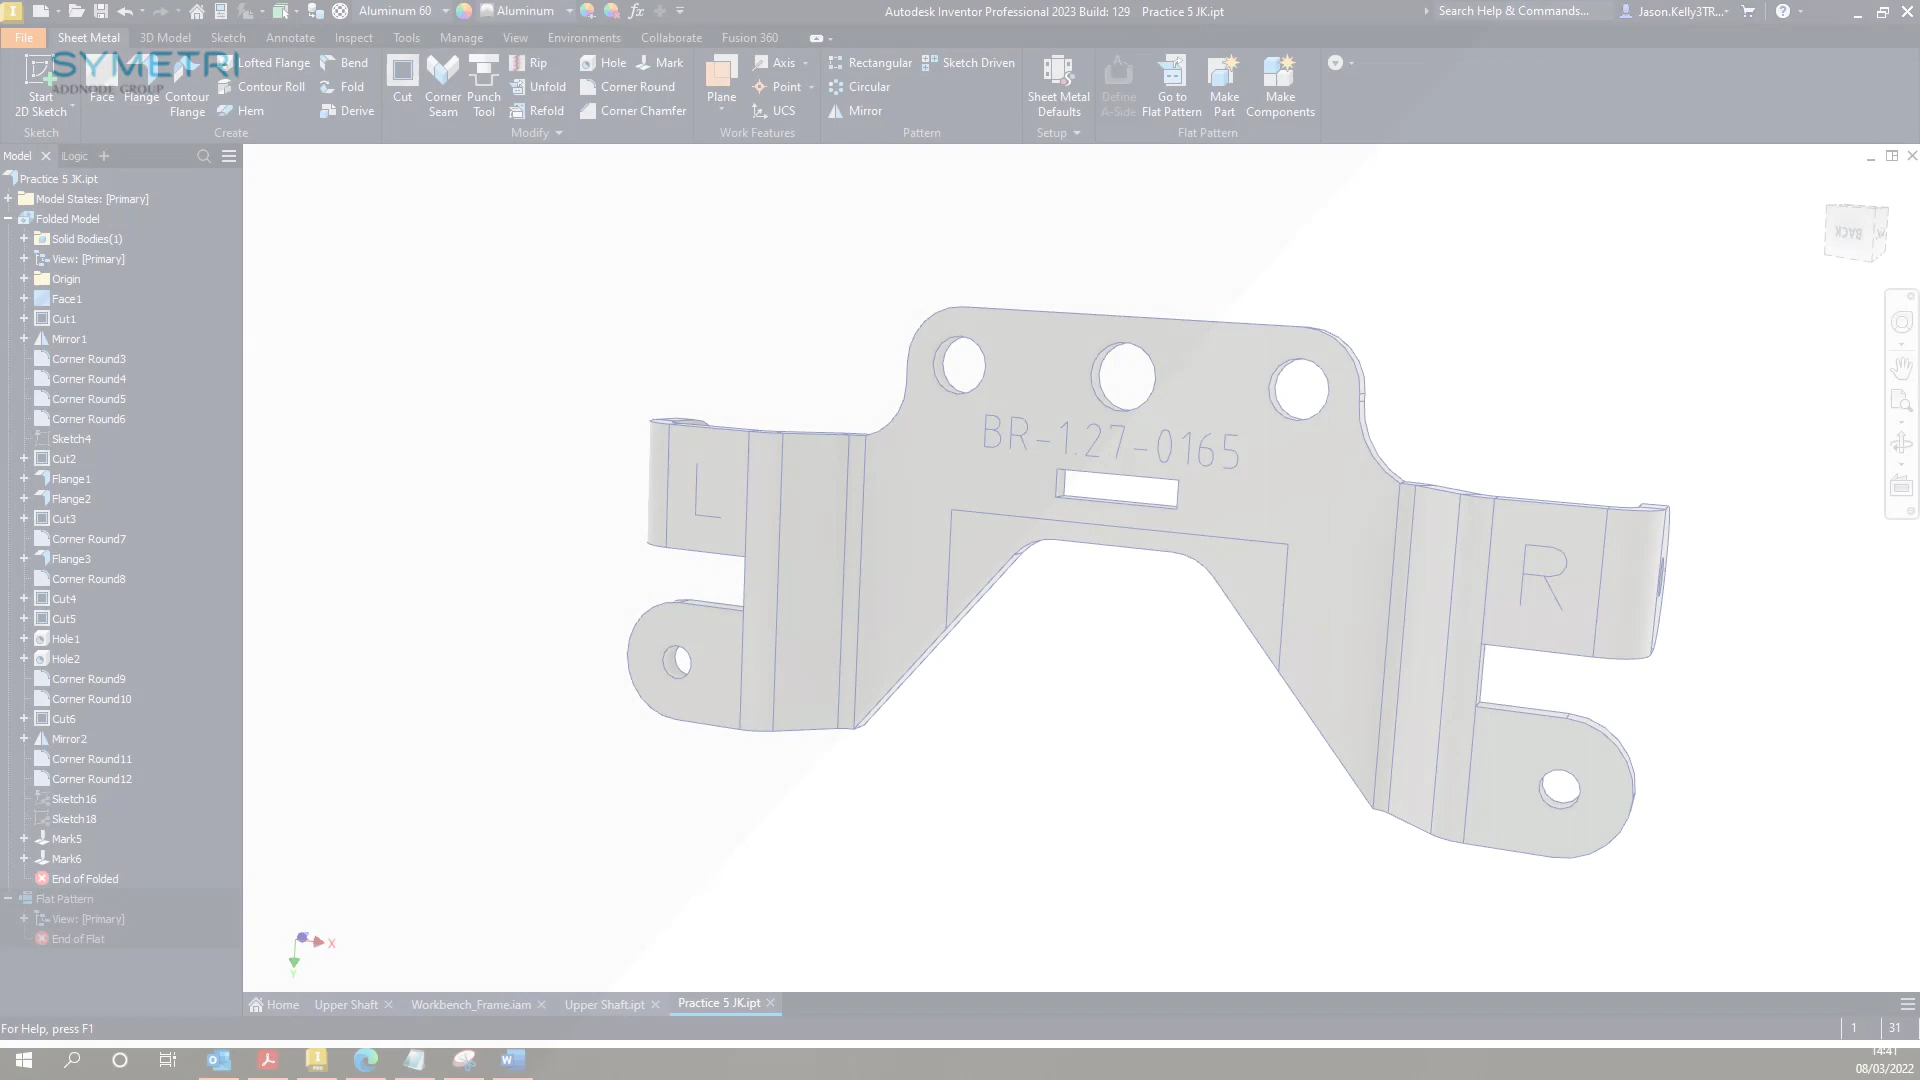 Aluminum 60 Aluminum fx Autodesk Inventor Professional 2023 Build: 129 Practice 5 JK.ipt Search Help & Commands... Jason.Kelly3TR...
File Sheet Metal 3D Model Sketch Annotate Inspect Tools Manage View Environments Collaborate Fusion 360
SYMETRI
ADDNODE GROUP
Start 2D Sketch
Face
Flange
Contour Flange
Lofted Flange
Contour Roll
Hem
Bend
Fold
Derive
Cut
Corner Seam
Punch Tool
Rip
Unfold
Refold
Hole
Mark
Corner Round
Corner Chamfer
Plane
Axis
Point
UCS
Rectangular
Sketch Driven
Circular
Mirror
Sheet Metal Defaults
Define A-Side
Go to Flat Pattern
Make Part
Make Components
Sketch Create Modify Work Features Pattern Setup Flat Pattern
Model iLogic
Practice 5 JK.ipt
Model States: [Primary]
Folded Model
Solid Bodies(1)
View: [Primary]
Origin
Face1
Cut1
Mirror1
Corner Round3
Corner Round4
Corner Round5
Corner Round6
Sketch4
Cut2
Flange1
Flange2
Cut3
Corner Round7
Flange3
Corner Round8
Cut4
Cut5
Hole1
Hole2
Corner Round9
Corner Round10
Cut6
Mirror2
Corner Round11
Corner Round12
Sketch16
Sketch18
Mark5
Mark6
End of Folded
Flat Pattern
View: [Primary]
End of Flat
BACK
BR-1.27-0165
L
R
X
Y
Home Upper Shaft Workbench_Frame.iam Upper Shaft.ipt Practice 5 JK.ipt
For Help, press F1
1 31
14:41
08/03/2022